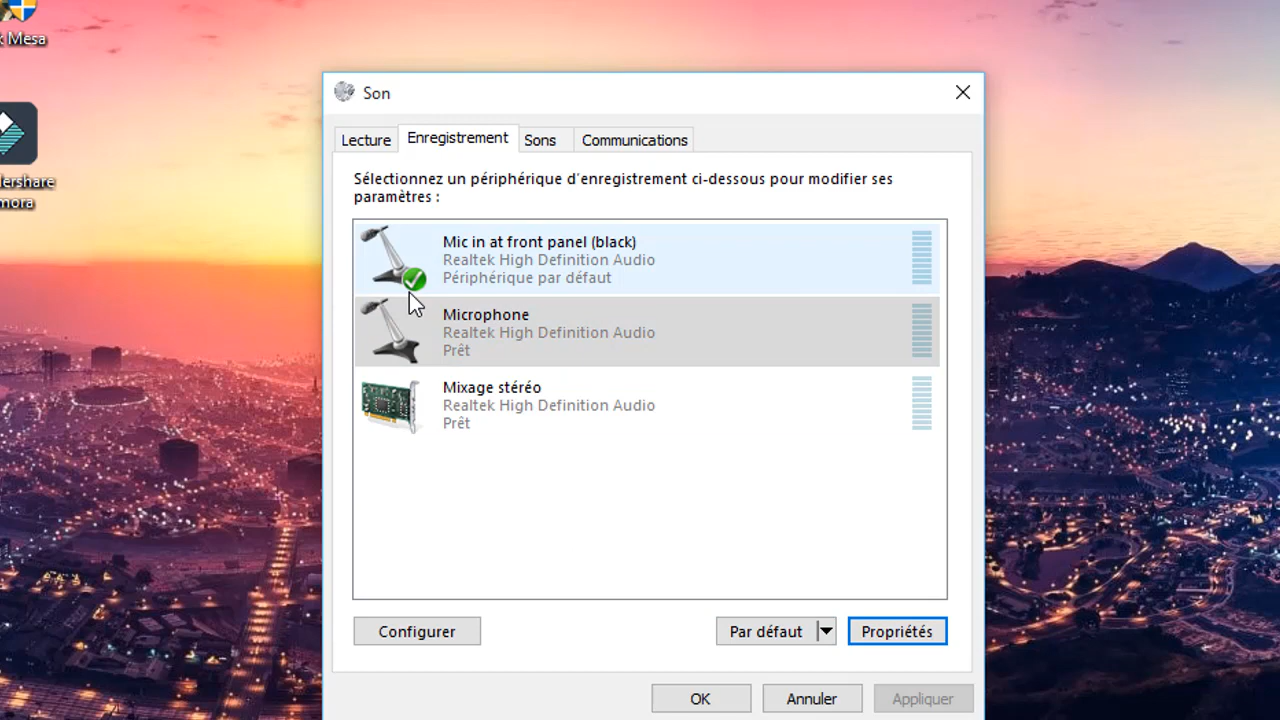 k Mesa
dershare
mora
Son
Lecture
Enregistrement
Sons
Communications
Sélectionnez un périphérique d'enregistrement ci-dessous pour modifier ses
paramètres :
Mic in at front panel (black)
Realtek High Definition Audio
Périphérique par défaut
Microphone
Realtek High Definition Audio
Prêt
Mixage stéréo
Realtek High Definition Audio
Prêt
Configurer
Par défaut
Propriétés
OK
Annuler
Appliquer